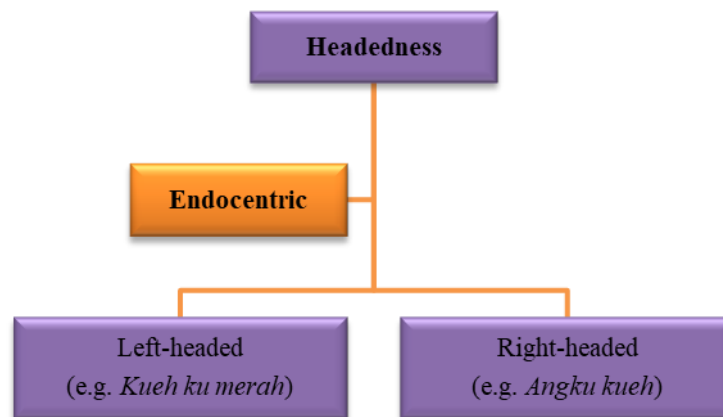 Headedness
Endocentric
Left-headed
(e.g. Kueh ku merah)
Right-headed
(e.g. Angku kueh)